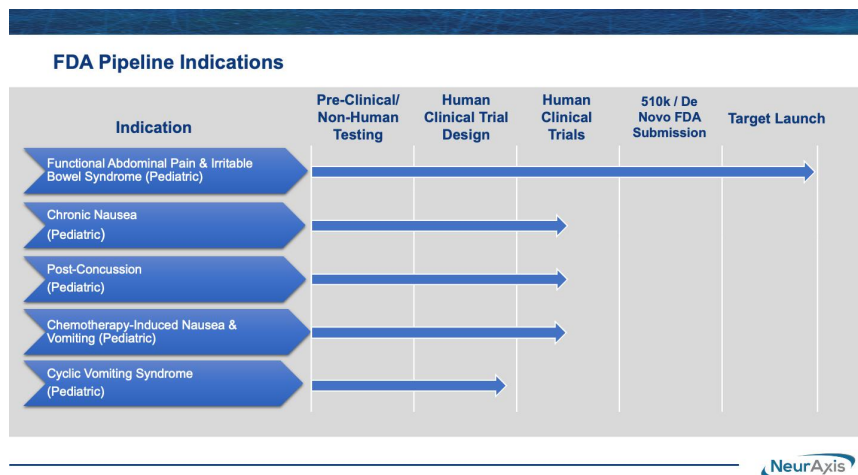 FDA Pipeline Indications
Indication
Pre-Clinical/
Non-Human
Testing
Human
Clinical Trial
Design
Human
Clinical
Trials
510k / De
Novo FDA
Submission
Target Launch
Functional Abdominal Pain & Irritable
Bowel Syndrome (Pediatric)
Chronic Nausea
(Pediatric)
Post-Concussion
(Pediatric)
Chemotherapy-Induced Nausea &
Vomiting (Pediatric)
Cyclic Vomiting Syndrome
(Pediatric)
NeurAxis